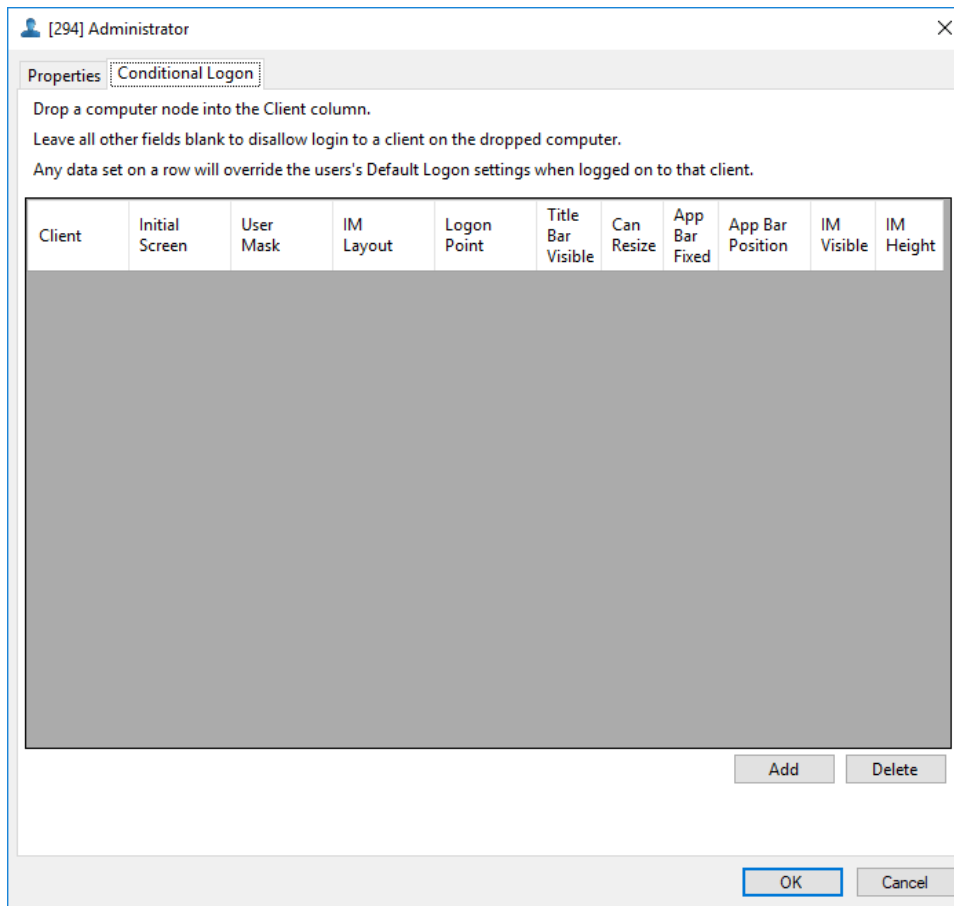 [294] Administrator
Properties
Conditional Logon
Drop a computer node into the Client column.
Leave all other fields blank to disallow login to a client on the dropped computer.
Any data set on a row will override the users's Default Logon settings when logged on to that client.
Client
Initial
Screen
User
Mask
IM
Layout
Logon
Point
Title
Bar
Visible
Can
Resize
App
Bar
Fixed
App Bar
Position
IM
Visible
IM
Height
Add
Delete
OK
Cancel